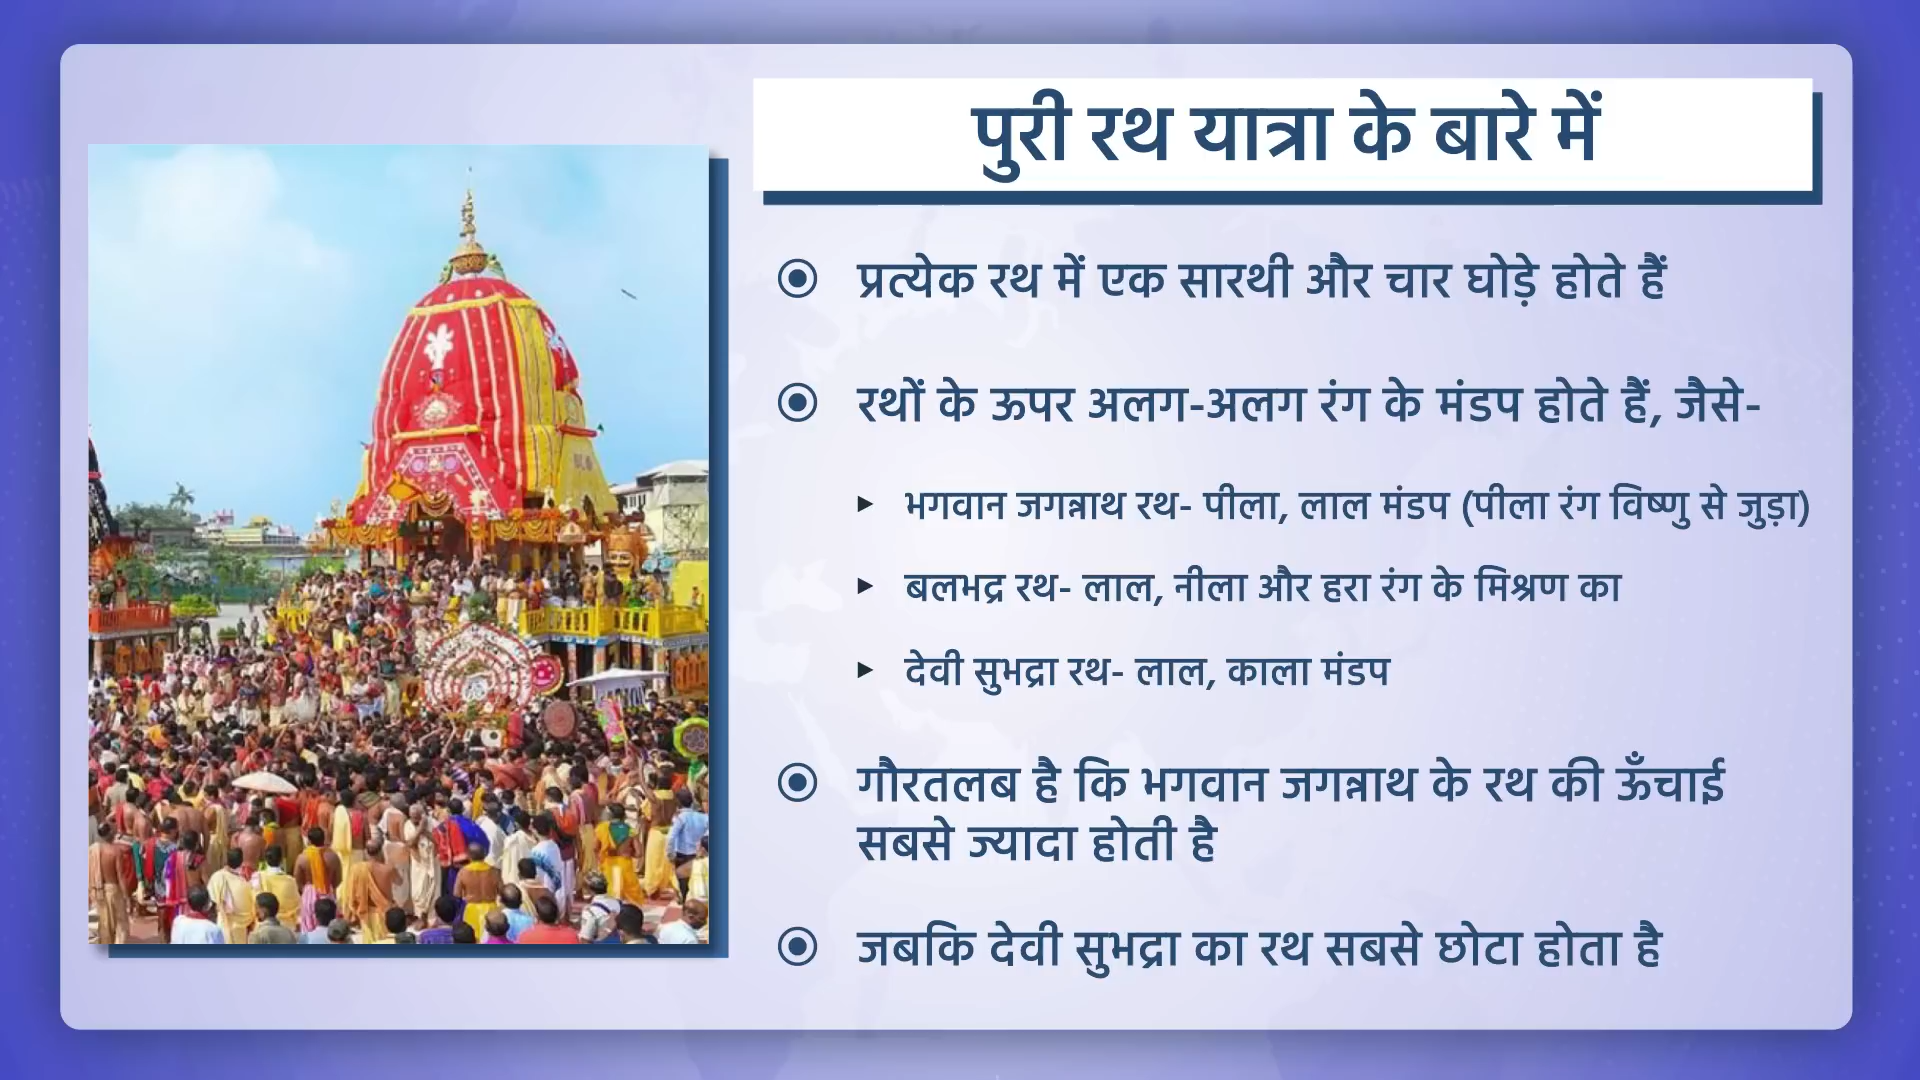 पुरी रथ यात्रा के बारे में
प्रत्येक रथ में एक सारथी और चार घोड़े होते हैं
रथों के ऊपर अलग-अलग रंग के मंडप होते हैं, जैसे-
भगवान जगन्नाथ रथ- पीला, लाल मंडप (पीला रंग विष्णु से जुड़ा)
बलभद्र रथ- लाल, नीला और हरा रंग के मिश्रण का
देवी सुभद्रा रथ- लाल, काला मंडप
गौरतलब है कि भगवान जगन्नाथ के रथ की ऊँचाई
सबसे ज्यादा होती है
जबकि देवी सुभद्रा का रथ सबसे छोटा होता है